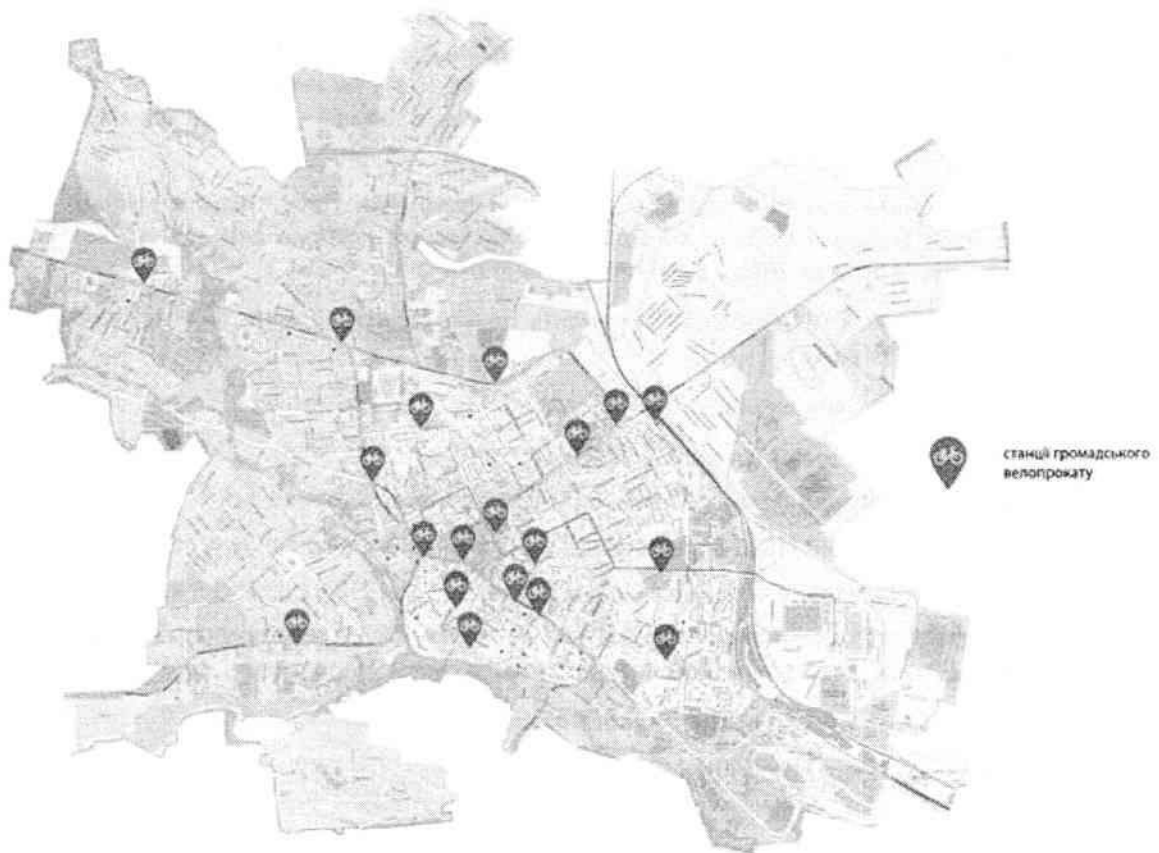 станції громадського
велопрокату